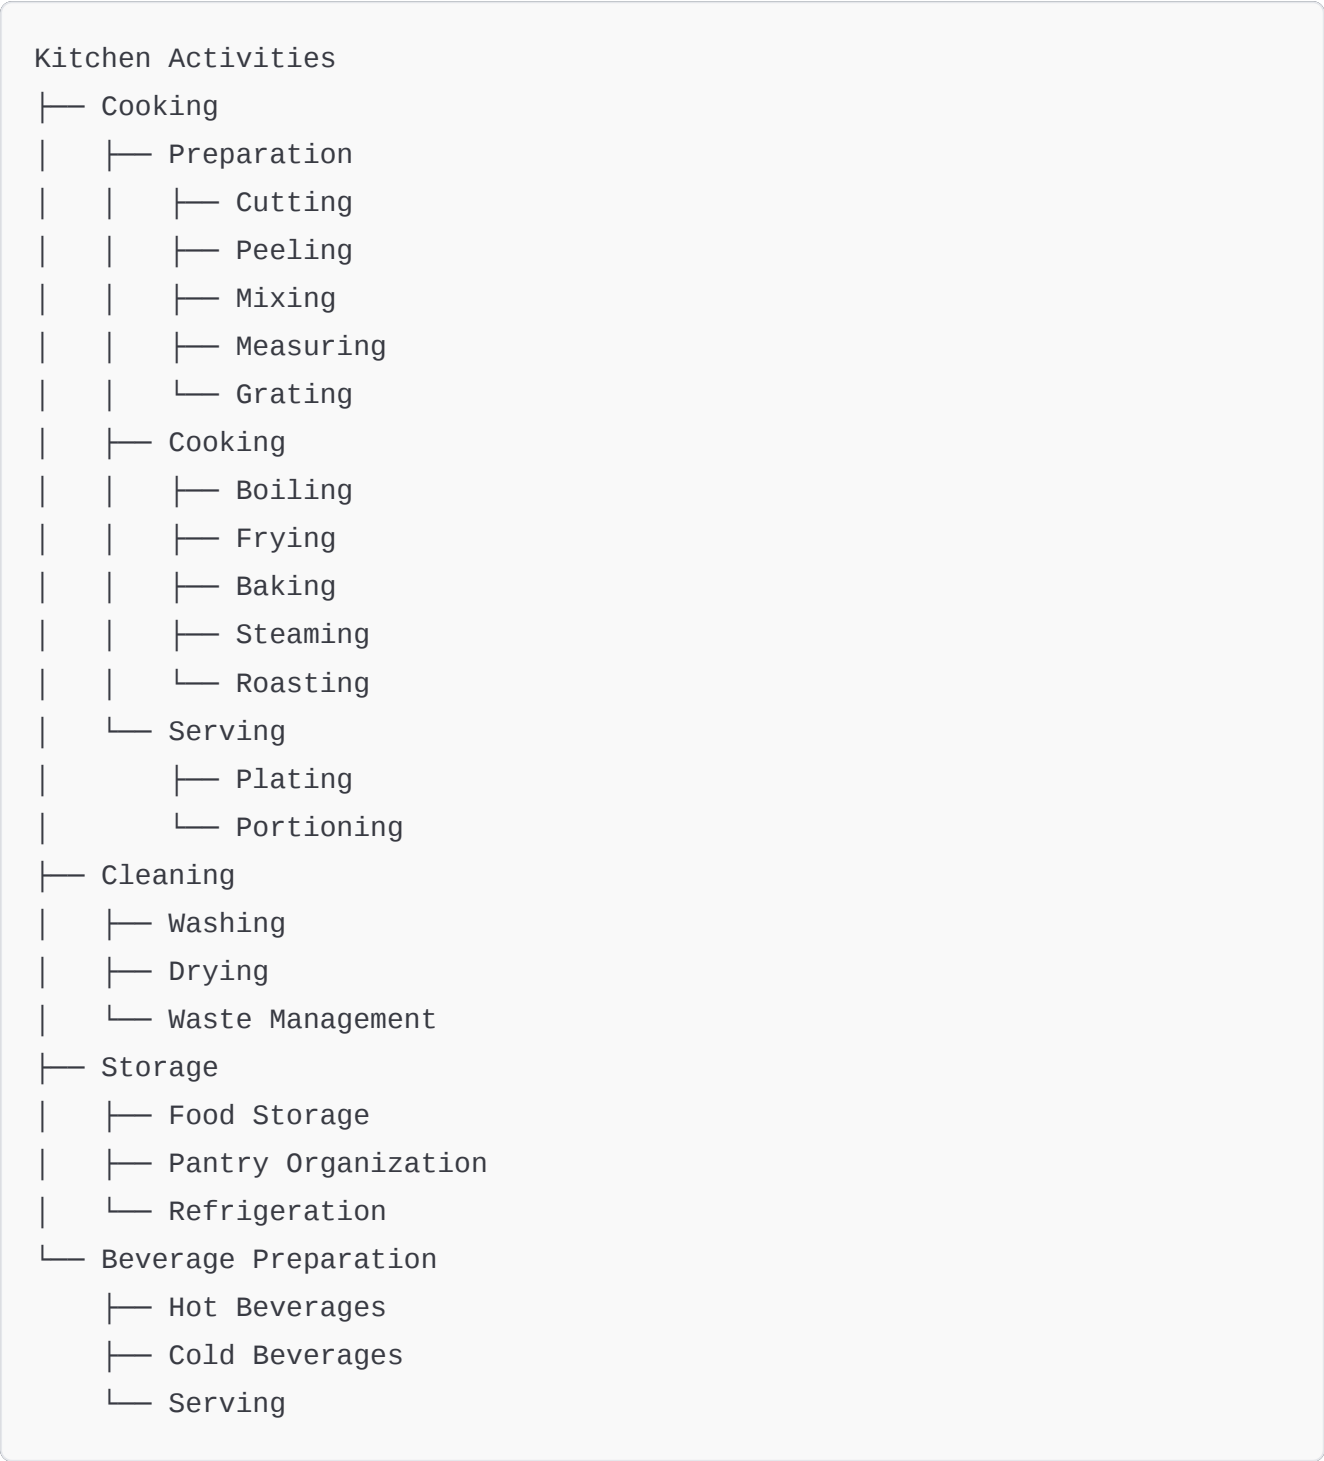 Kitchen Activities
├── Cooking
│   ├── Preparation
│   │   ├── Cutting
│   │   ├── Peeling
│   │   ├── Mixing
│   │   ├── Measuring
│   │   └── Grating
│   ├── Cooking
│   │   ├── Boiling
│   │   ├── Frying
│   │   ├── Baking
│   │   ├── Steaming
│   │   └── Roasting
│   └── Serving
│       ├── Plating
│       └── Portioning
├── Cleaning
│   ├── Washing
│   ├── Drying
│   └── Waste Management
├── Storage
│   ├── Food Storage
│   ├── Pantry Organization
│   └── Refrigeration
└── Beverage Preparation
    ├── Hot Beverages
    ├── Cold Beverages
    └── Serving